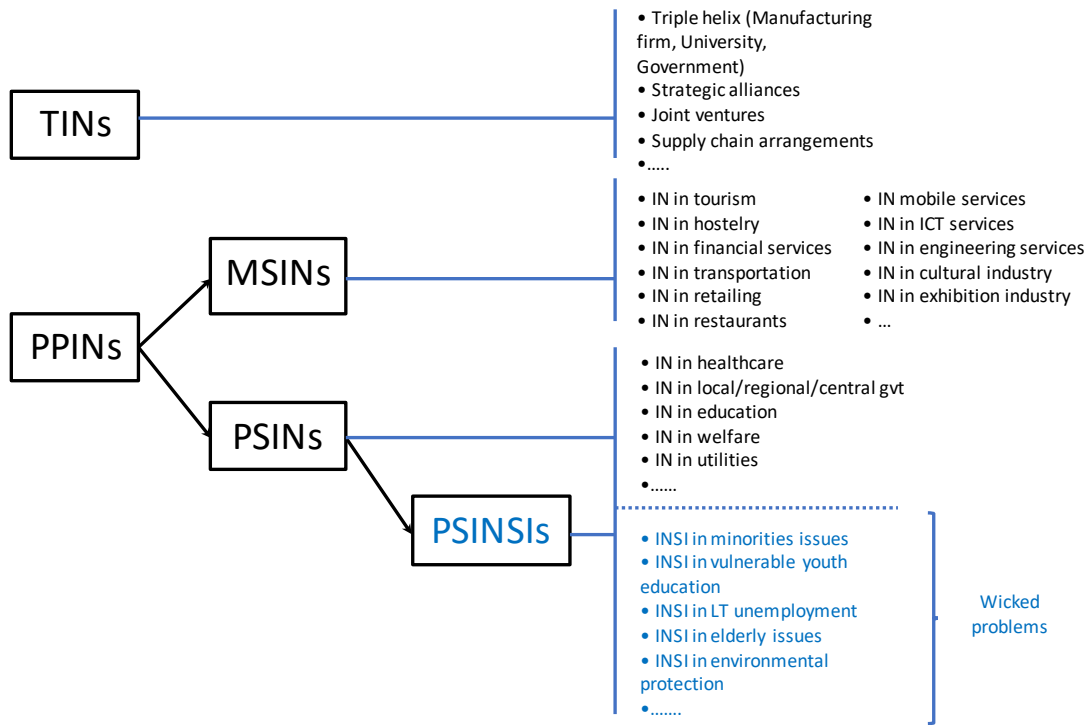 TINs
• Triple helix (Manufacturing
firm, University,
Government)
• Strategic alliances
• Joint ventures
• Supply chain arrangements
•.....
PPINs
MSINs
• IN in tourism
• IN in hostelry
• IN in financial services
• IN in transportation
• IN in retailing
• IN in restaurants
• IN mobile services
• IN in ICT services
• IN in engineering services
• IN in cultural industry
• IN in exhibition industry
• ...
PSINs
• IN in healthcare
• IN in local/regional/central gvt
• IN in education
• IN in welfare
• IN in utilities
•......
PSINSIs
• INSI in minorities issues
• INSI in vulnerable youth
education
• INSI in LT unemployment
• INSI in elderly issues
• INSI in environmental
protection
•.......
Wicked
problems